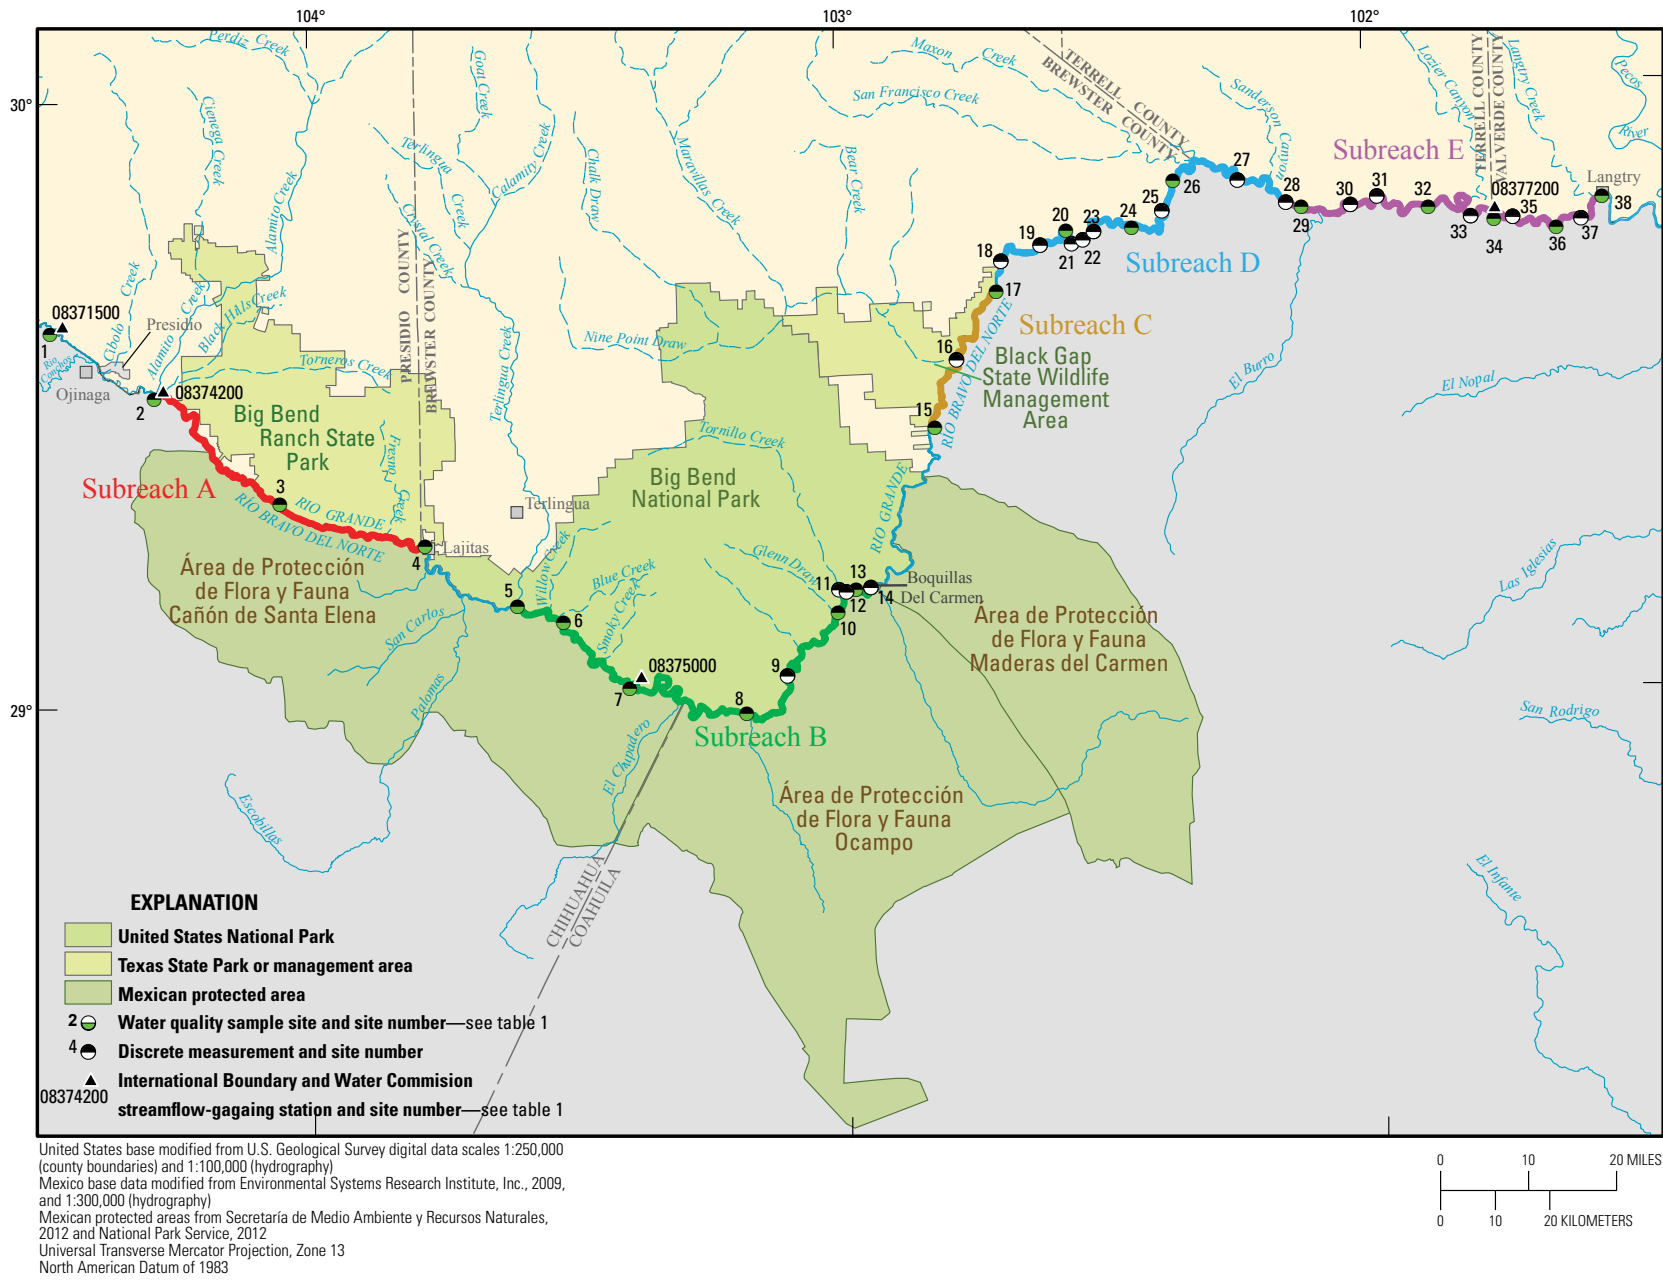 104°
103°
102°
30°
29°
Perdiz Creek
Cienega Creek
Goat Creek
Terlingua
Creek
Calamity Creek
Crystal Creek
Chalk Draw
Maravillas Creek
Bear Creek
Maxon Creek
San Francisco Creek
TERRELL COUNTY
BREWSTER COUNTY
Sanderson Canyon
Lozier Canyon
TERRELL COUNTY
VAL VERDE COUNTY
Langtry Creek
Pecos
River
Subreach E
Langtry
08377200
26
27
28
29
30
31
32
33
34
35
36
37
38
25
24
23
22
21
20
19
18
17
Subreach D
Subreach C
16
15
RÍO BRAVO DEL NORTE
Black Gap
State Wildlife
Management
Area
El Burro
El Nopal
Las Iglesias
San Rodrigo
El Infante
08371500
1
Rio
Conchos
Ojinaga
Cibolo
Creek
Presidio
Alamito Creek
Alamito Creek
Black Hills Creek
2
08374200
Torneros Creek
PRESIDIO COUNTY
BREWSTER COUNTY
Big Bend
Ranch State
Park
Fresno
Creek
Subreach A
3
RIO GRANDE
RÍO BRAVO DEL NORTE
4
Lajitas
Terlingua Creek
Terlingua
Nine Point Draw
Tornillo Creek
Big Bend
National Park
Glenn Draw
RIO GRANDE
Willow Creek
Blue Creek
Smoky Creek
5
6
7
08375000
8
9
10
11
12
13
14
Boquillas
Del Carmen
Subreach B
Área de Protección
de Flora y Fauna
Cañón de Santa Elena
San Carlos
Palomas
Escobillas
El Chupadero
Área de Protección
de Flora y Fauna
Maderas del Carmen
Área de Protección
de Flora y Fauna
Ocampo
CHIHUAHUA
COAHUILA
EXPLANATION
United States National Park
Texas State Park or management area
Mexican protected area
2 Water quality sample site and site number—see table 1
4 Discrete measurement and site number
International Boundary and Water Commision
08374200 streamflow-gagaing station and site number—see table 1
United States base modified from U.S. Geological Survey digital data scales 1:250,000
(county boundaries) and 1:100,000 (hydrography)
Mexico base data modified from Environmental Systems Research Institute, Inc., 2009,
and 1:300,000 (hydrography)
Mexican protected areas from Secretaría de Medio Ambiente y Recursos Naturales,
2012 and National Park Service, 2012
Universal Transverse Mercator Projection, Zone 13
North American Datum of 1983
0 10 20 MILES
0 10 20 KILOMETERS